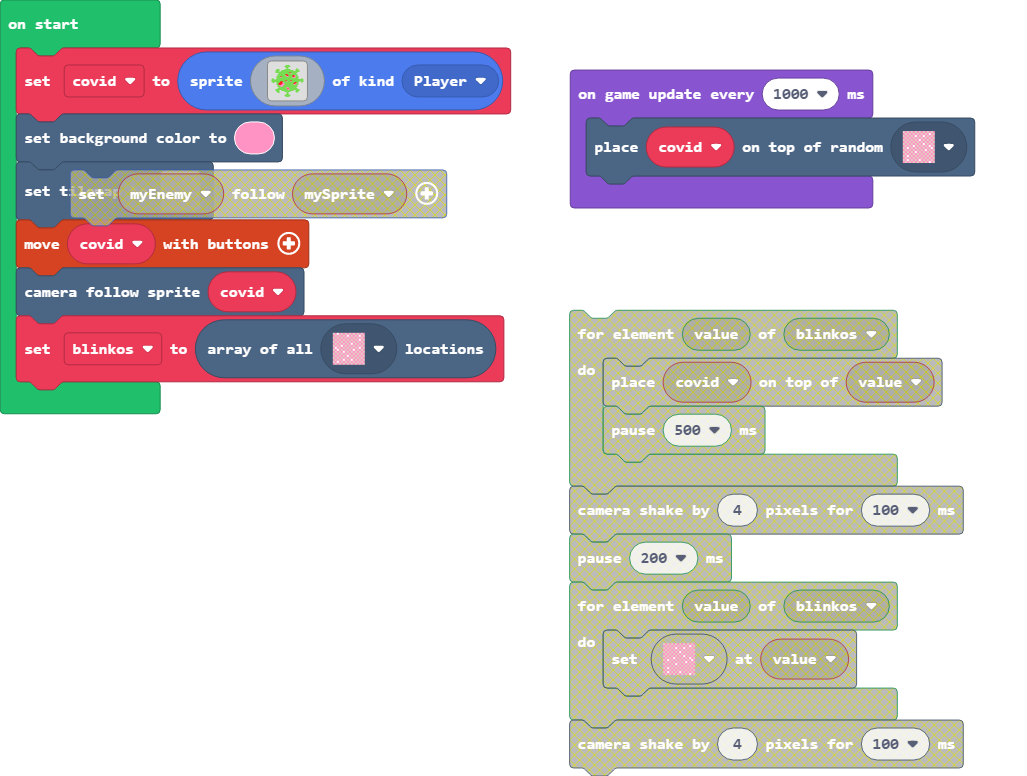 on start
set covid to sprite of kind Player
set background color to
set
set myEnemy follow mySprite
move covid with buttons
camera follow sprite covid
set blinkos to array of all locations
on game update every 1000 ms
place covid on top of random
for element value of blinkos
do
place covid on top of value
pause 500 ms
camera shake by 4 pixels for 100 ms
pause 200 ms
for element value of blinkos
do
set at value
camera shake by 4 pixels for 100 ms